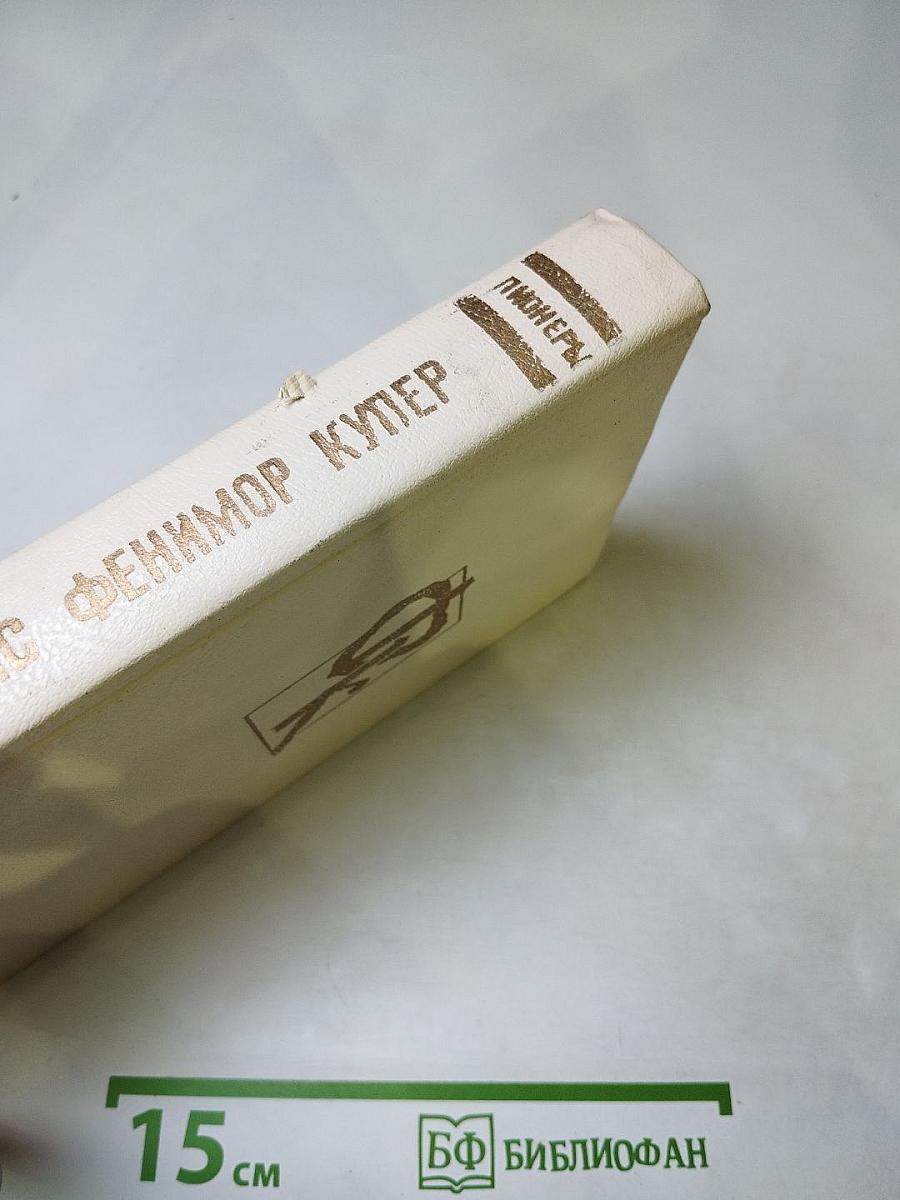 ПИОНЕРЫ
ФЕНИМОР КУПЕР
15 см
БФ БИБЛИОФАН